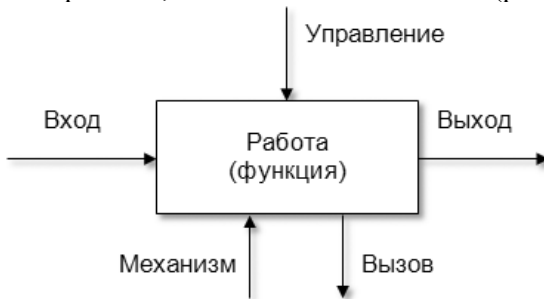 Управление
Вход
Работа
(функция)
Выход
Механизм
Вызов